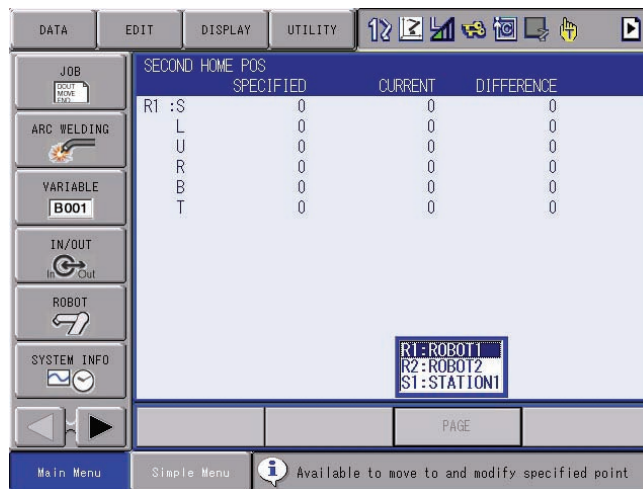 DATA EDIT DISPLAY UTILITY
JOB
DOUT
MOVE
END
ARC WELDING
VARIABLE
B001
IN/OUT
In Out
ROBOT
SYSTEM INFO
SECOND HOME POS
SPECIFIED CURRENT DIFFERENCE
R1 :S 0 0 0
L 0 0 0
U 0 0 0
R 0 0 0
B 0 0 0
T 0 0 0
R1:ROBOT1
R2:ROBOT2
S1:STATION1
PAGE
Main Menu Simple Menu Available to move to and modify specified point